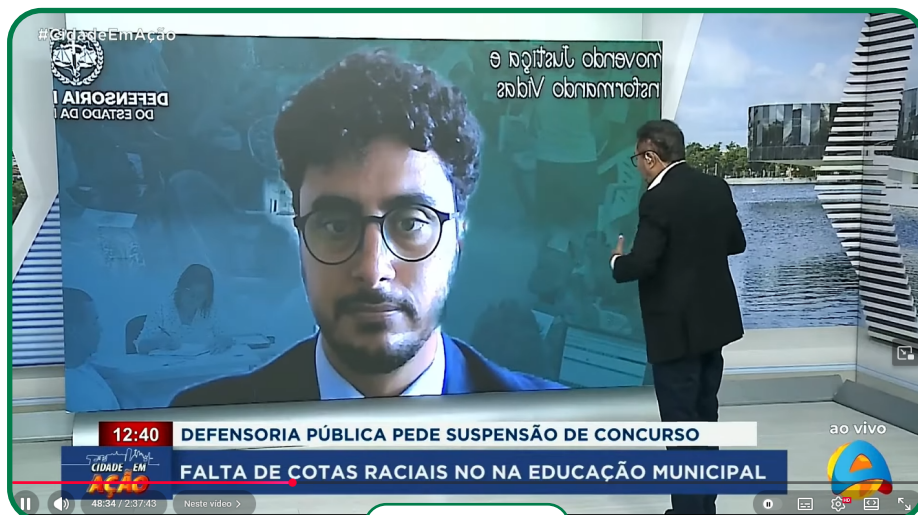 #CidadeEmAção
movendo Justiça e
nsformando Vidas
DEFENSORIA
DO ESTADO DA
12:40
DEFENSORIA PÚBLICA PEDE SUSPENSÃO DE CONCURSO
ao vivo
CIDADE EM
AÇÃO
FALTA DE COTAS RACIAIS NO NA EDUCAÇÃO MUNICIPAL
48:34 / 2:37:43
Neste vídeo >
HD